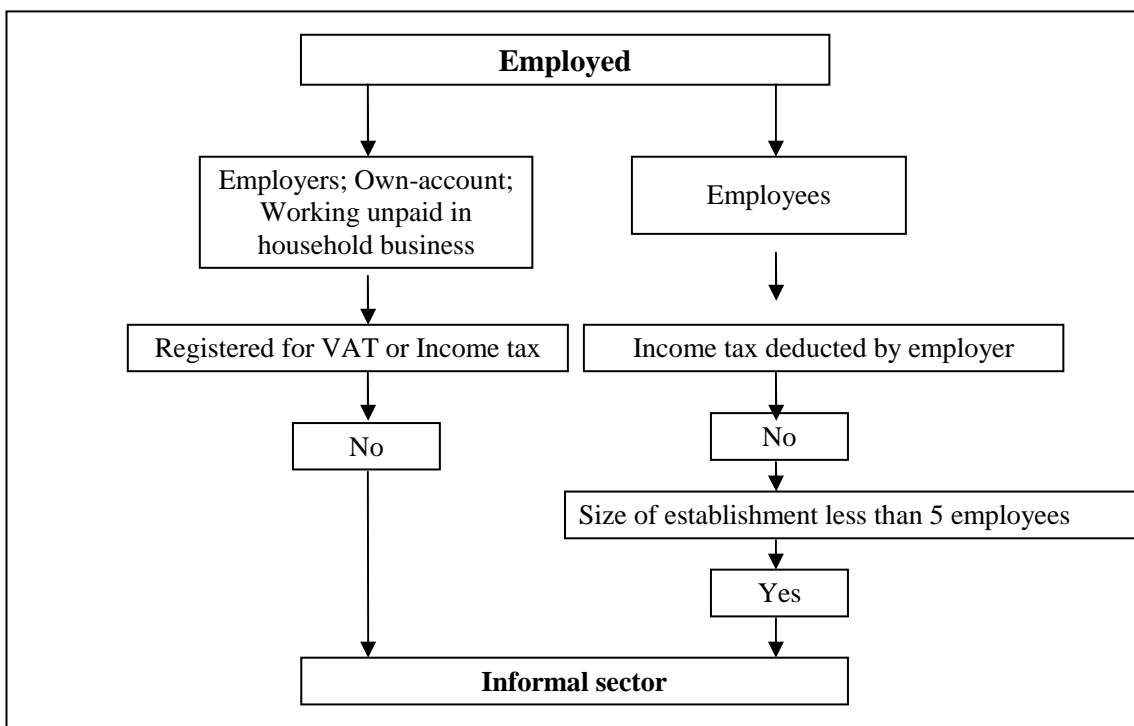 Employed
Employers; Own-account;
Working unpaid in
household business
Employees
Registered for VAT or Income tax
Income tax deducted by employer
No
No
Size of establishment less than 5 employees
Yes
Informal sector